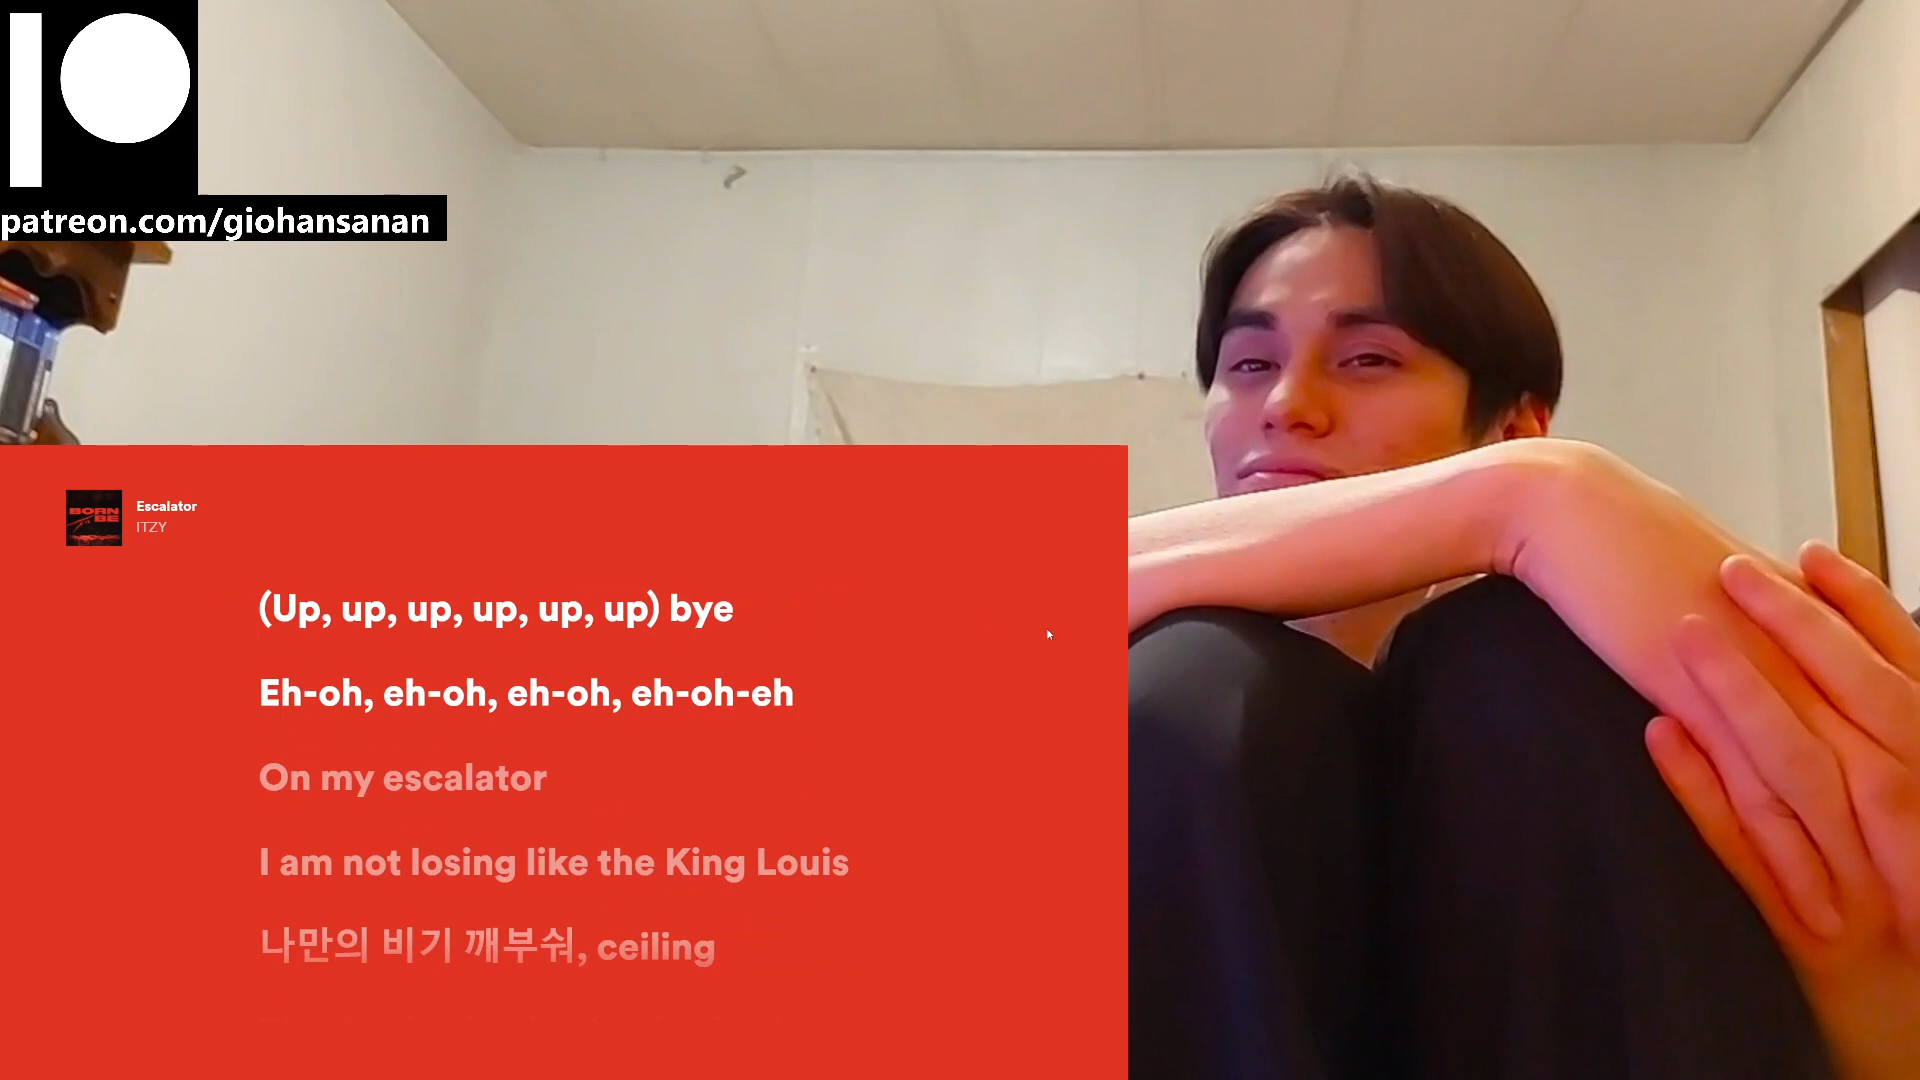 patreon.com/giohansanan
BORN
BE
Escalator
ITZY
(Up, up, up, up, up, up) bye
Eh-oh, eh-oh, eh-oh, eh-oh-eh
On my escalator
I am not losing like the King Louis
나만의 비기 깨부숴, ceiling